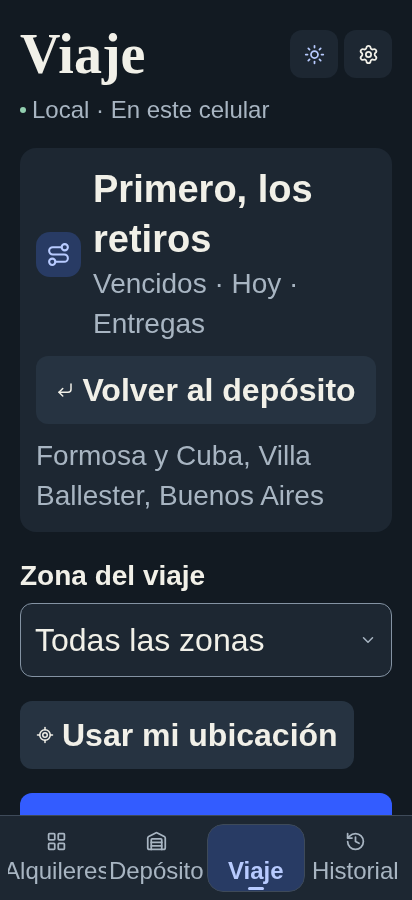 Viaje
Local · En este celular
Primero, los
retiros
Vencidos · Hoy ·
Entregas
Volver al depósito
Formosa y Cuba, Villa
Ballester, Buenos Aires
Zona del viaje
Todas las zonas
Usar mi ubicación
Alquileres
Depósito
Viaje
Historial